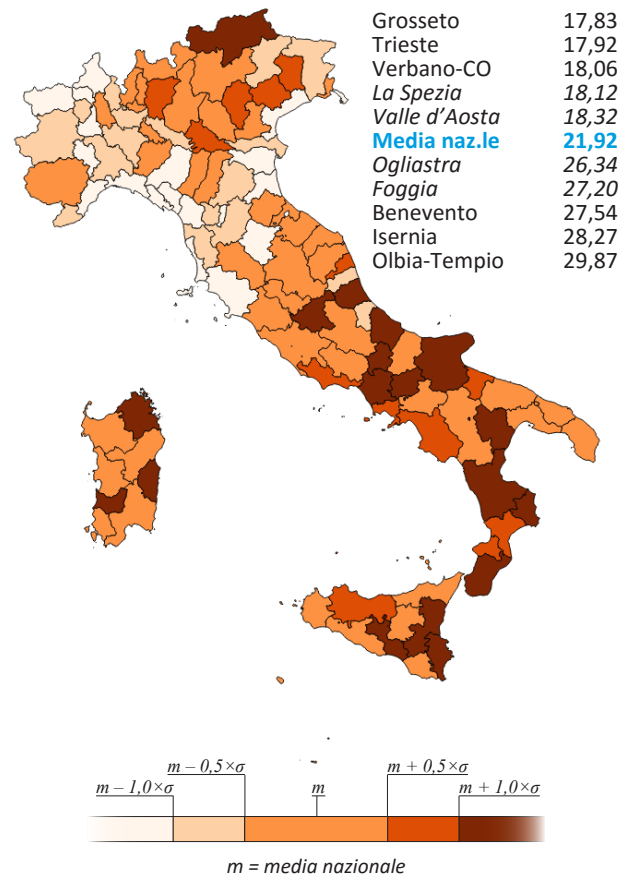 Grosseto 17,83
Trieste 17,92
Verbano-CO 18,06
La Spezia 18,12
Valle d’Aosta 18,32
Media naz.le 21,92
Ogliastra 26,34
Foggia 27,20
Benevento 27,54
Isernia 28,27
Olbia-Tempio 29,87
m – 0,5×σ m + 0,5×σ
m – 1,0×σ m m + 1,0×σ
m = media nazionale